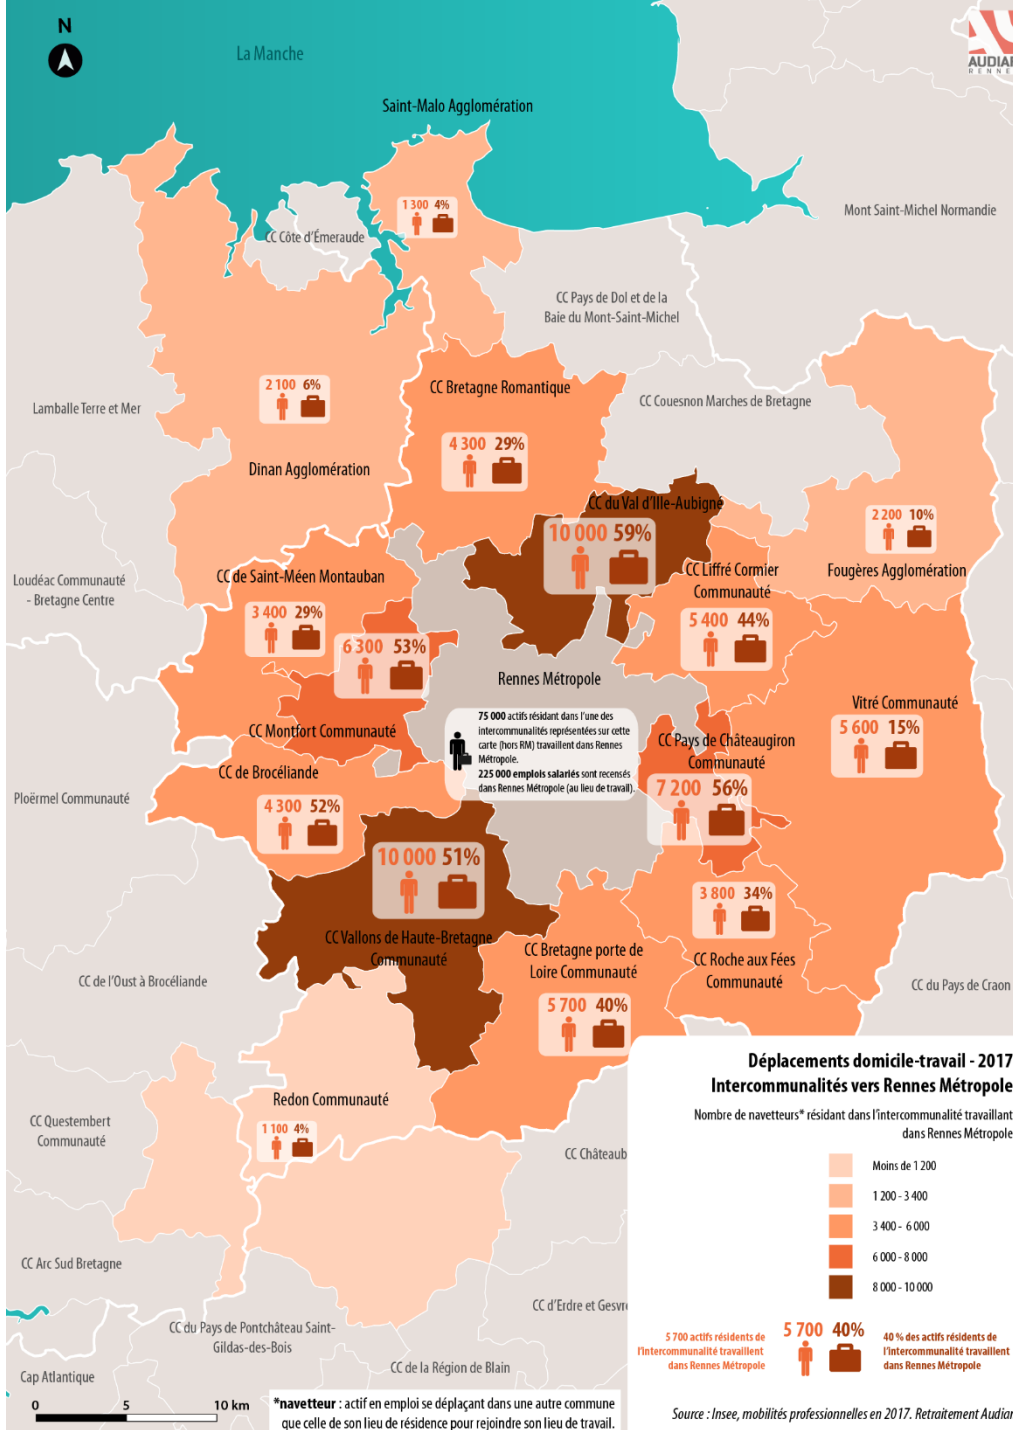 N
La Manche
AUDIAR
RENNES
Saint-Malo Agglomération
1 300 4%
Mont Saint-Michel Normandie
CC Côte d'Émeraude
CC Pays de Dol et de la
Baie du Mont-Saint-Michel
2 100 6%
CC Bretagne Romantique
Lamballe Terre et Mer
CC Couesnon Marches de Bretagne
4 300 29%
Dinan Agglomération
CC du Val d'Ille-Aubigné
10 000 59%
2 200 10%
Loudéac Communauté
- Bretagne Centre
CC de Saint-Méen Montauban
CC Liffré Cormier
Communauté
Fougères Agglomération
3 400 29%
5 400 44%
6 300 53%
Rennes Métropole
Vitré Communauté
75 000 actifs résidant dans l'une des
intercommunalités représentées sur cette
carte (hors RM) travaillent dans Rennes
Métropole.
225 000 emplois salariés sont recensés
dans Rennes Métropole (au lieu de travail).
CC Montfort Communauté
CC Pays de Châteaugiron
Communauté
5 600 15%
CC de Brocéliande
7 200 56%
Ploërmel Communauté
4 300 52%
10 000 51%
3 800 34%
CC Vallons de Haute-Bretagne
Communauté
CC Bretagne porte de
Loire Communauté
CC Roche aux Fées
Communauté
CC de l'Oust à Brocéliande
CC du Pays de Craon
5 700 40%
Redon Communauté
1 100 4%
CC Questembert
Communauté
CC Châteaub
CC Arc Sud Bretagne
CC d'Erdre et Gesvre
CC du Pays de Pontchâteau Saint-
Gildas-des-Bois
CC de la Région de Blain
Cap Atlantique
0 5 10 km
*navetteur : actif en emploi se déplaçant dans une autre commune
que celle de son lieu de résidence pour rejoindre son lieu de travail.
Déplacements domicile-travail - 2017
Intercommunalités vers Rennes Métropole
Nombre de navetteurs* résidant dans l'intercommunalité travaillant
dans Rennes Métropole
Moins de 1 200
1 200 - 3 400
3 400 - 6 000
6 000 - 8 000
8 000 - 10 000
5 700 actifs résidents de
l'intercommunalité travaillent
dans Rennes Métropole
5 700 40%
40 % des actifs résidents de
l'intercommunalité travaillent
dans Rennes Métropole
Source : Insee, mobilités professionnelles en 2017. Retraitement Audiar